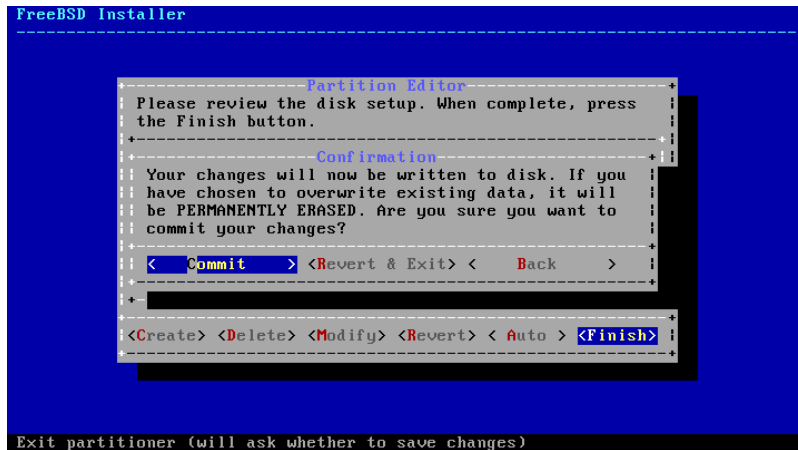 FreeBSD Installer
Partition Editor
Please review the disk setup. When complete, press
the Finish button.
Confirmation
Your changes will now be written to disk. If you
have chosen to overwrite existing data, it will
be PERMANENTLY ERASED. Are you sure you want to
commit your changes?
< Commit > <Revert & Exit> < Back >
<Create> <Delete> <Modify> <Revert> < Auto > <Finish>
Exit partitioner (will ask whether to save changes)